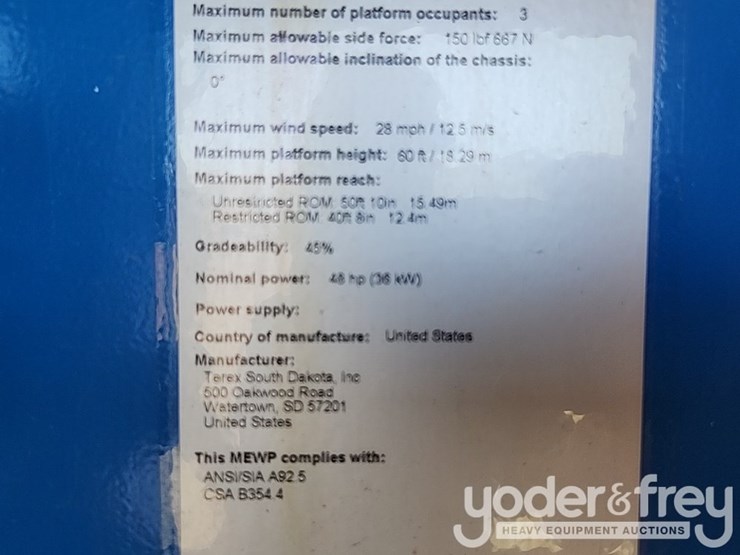 Maximum number of platform occupants: 3
Maximum allowable side force: 150 lbf 667 N
Maximum allowable inclination of the chassis:
0°
Maximum wind speed: 28 mph / 12.5 m/s
Maximum platform height: 60 ft / 18.29 m
Maximum platform reach:
Unrestricted ROM 50ft 10in 15.49m
Restricted ROM 40ft 8in 12.4m
Gradeability: 45%
Nominal power: 48 hp (36 kW)
Power supply:
Country of manufacture: United States
Manufacturer:
Terex South Dakota, Inc
500 Oakwood Road
Watertown, SD 57201
United States
This MEWP complies with:
ANSI/SIA A92.5
CSA B354.4
yoder&frey
HEAVY EQUIPMENT AUCTIONS